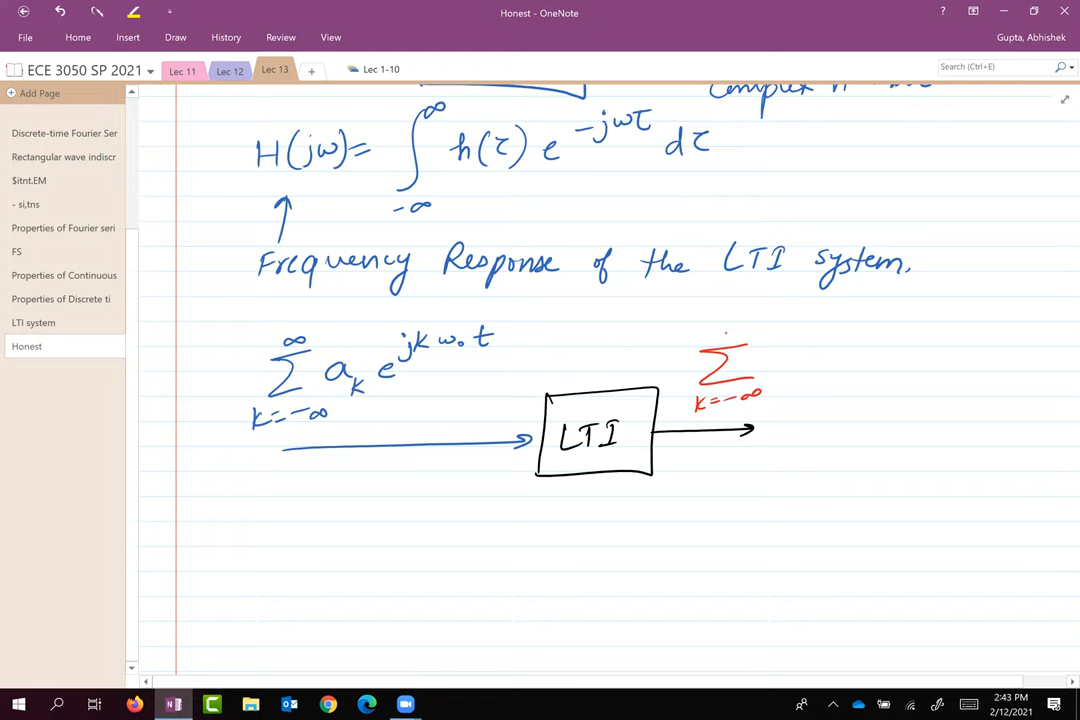 Honest - OneNote
?
Gupta, Abhishek
File Home Insert Draw History Review View
ECE 3050 SP 2021
Lec 11
Lec 12
Lec 13
+
Lec 1-10
Search (Ctrl+E)
Add Page
Discrete-time Fourier Ser
Rectangular wave indiscr
$itnt.EM
- si,tns
Properties of Fourier seri
FS
Properties of Continuous
Properties of Discrete ti
LTI system
Honest
Complex
H(jω) = ∫_{-∞}^{∞} h(τ) e^{-jωτ} dτ
Frequency Response of the LTI system.
∑_{k=-∞}^{∞} a_k e^{jkω₀t}
∑_{k=-∞}
LTI
2:43 PM
2/12/2021